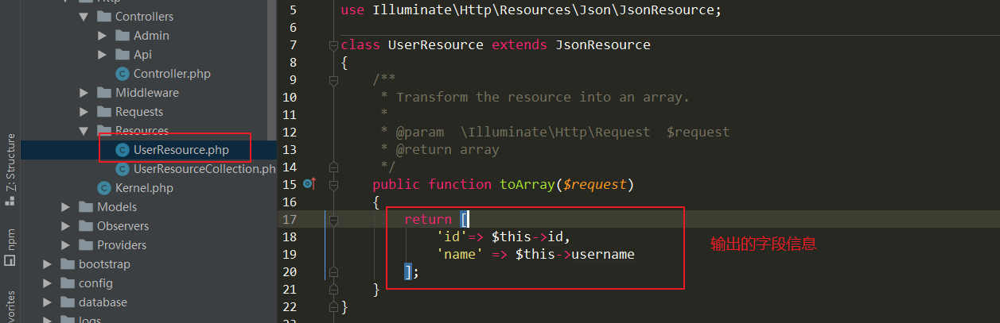 Http
Controllers
Admin
Api
Controller.php
Middleware
Requests
Resources
UserResource.php
UserResourceCollection.ph
Kernel.php
Models
Observers
Providers
bootstrap
config
database
logs
Z: Structure
npm
vorites
5 use Illuminate\Http\Resources\Json\JsonResource;
6
7 class UserResource extends JsonResource
8 {
9 /**
10 * Transform the resource into an array.
11 *
12 * @param  \Illuminate\Http\Request  $request
13 * @return array
14 */
15 public function toArray($request)
16 {
17 return [
18 'id'=> $this->id,
19 'name' => $this->username
20 ];
21 }
22 }
23
输出的字段信息